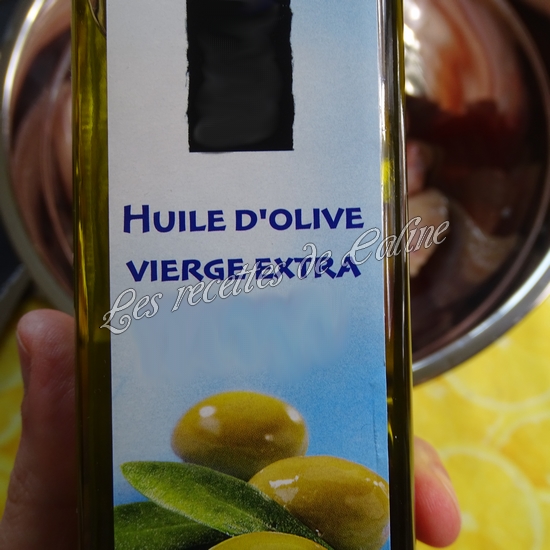 HUILE D'OLIVE
VIERGE EXTRA
Les recettes de Caline